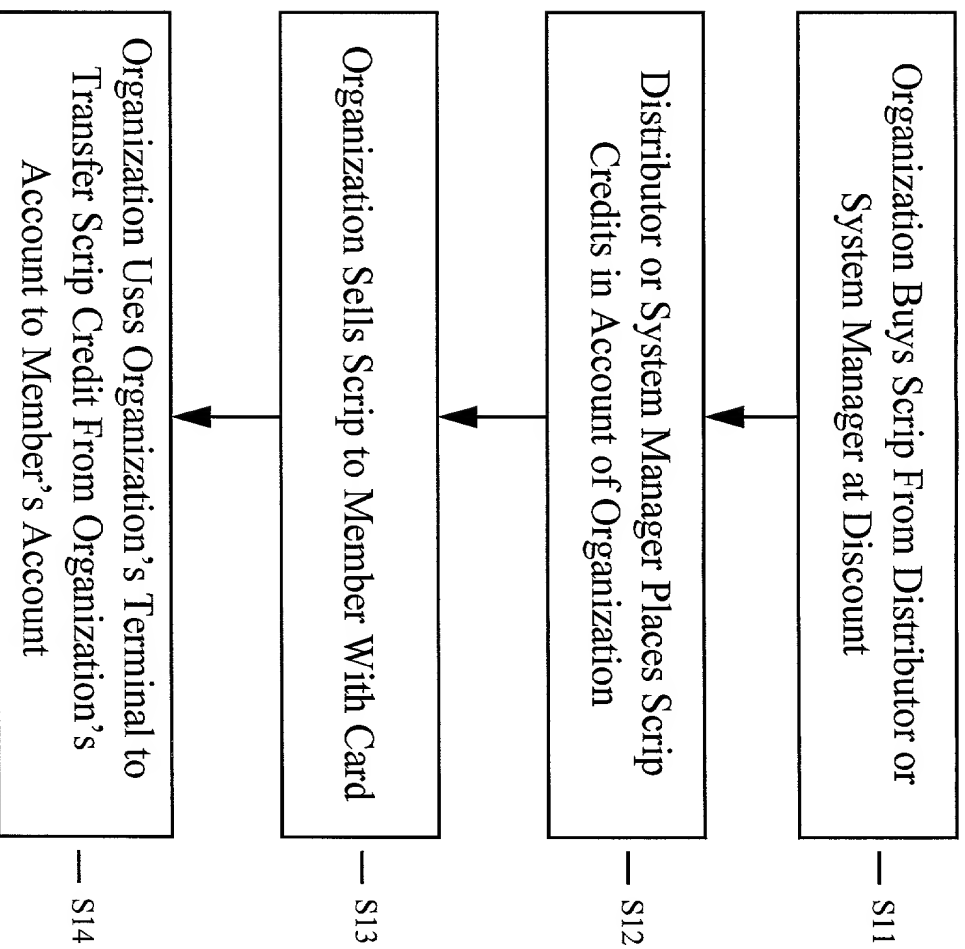 Organization Buys Scrip From Distributor or
System Manager at Discount
S11
Distributor or System Manager Places Scrip
Credits in Account of Organization
S12
Organization Sells Scrip to Member With Card
S13
Organization Uses Organization's Terminal to
Transfer Scrip Credit From Organization's
Account to Member's Account
S14